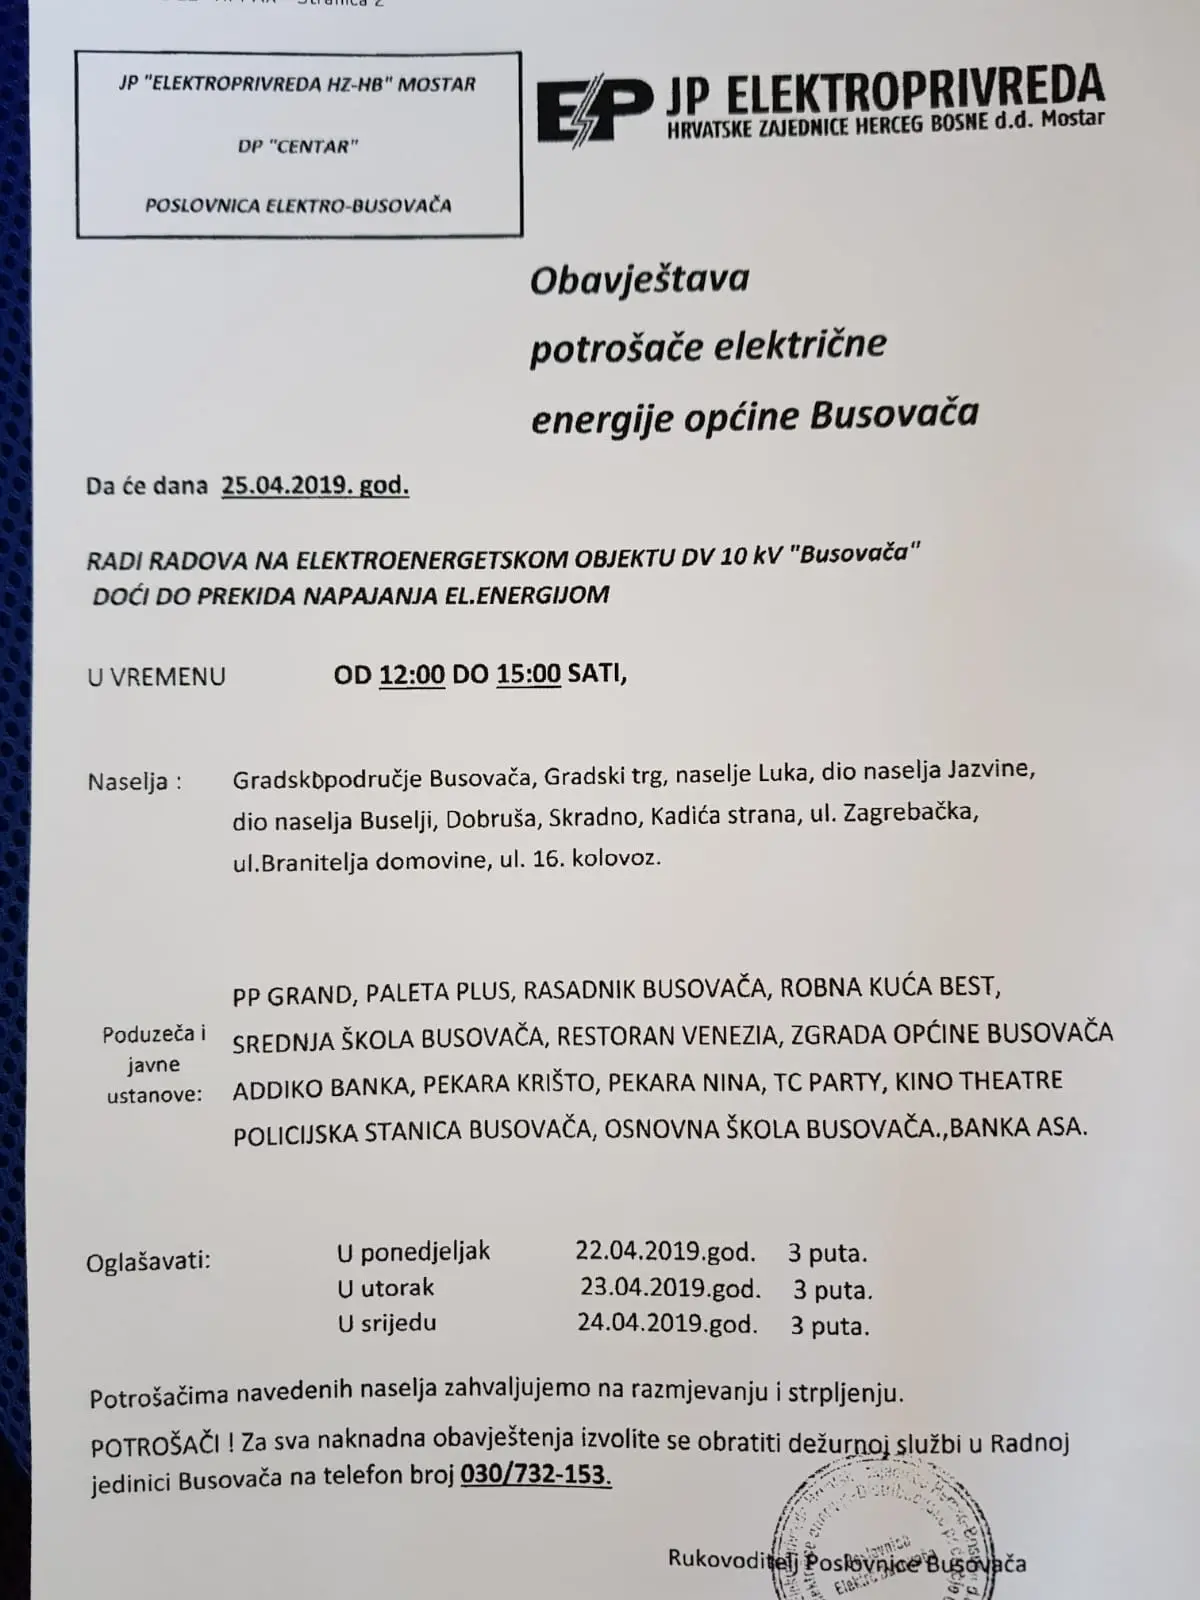 Stranica 2
JP "ELEKTROPRIVREDA HZ-HB" MOSTAR
DP "CENTAR"
POSLOVNICA ELEKTRO-BUSOVAČA
EP JP ELEKTROPRIVREDA
HRVATSKE ZAJEDNICE HERCEG BOSNE d.d. Mostar
Obavještava
potrošače električne
energije općine Busovača
Da će dana 25.04.2019. god.
RADI RADOVA NA ELEKTROENERGETSKOM OBJEKTU DV 10 kV "Busovača"
DOĆI DO PREKIDA NAPAJANJA EL.ENERGIJOM
U VREMENU OD 12:00 DO 15:00 SATI,
Naselja : Gradskopodručje Busovača, Gradski trg, naselje Luka, dio naselja Jazvine,
dio naselja Buselji, Dobruša, Skradno, Kadića strana, ul. Zagrebačka,
ul.Branitelja domovine, ul. 16. kolovoz.
Poduzeča i
javne
ustanove:
PP GRAND, PALETA PLUS, RASADNIK BUSOVAČA, ROBNA KUĆA BEST,
SREDNJA ŠKOLA BUSOVAČA, RESTORAN VENEZIA, ZGRADA OPĆINE BUSOVAČA
ADDIKO BANKA, PEKARA KRIŠTO, PEKARA NINA, TC PARTY, KINO THEATRE
POLICIJSKA STANICA BUSOVAČA, OSNOVNA ŠKOLA BUSOVAČA.,BANKA ASA.
Oglašavati: U ponedjeljak 22.04.2019.god. 3 puta.
U utorak 23.04.2019.god. 3 puta.
U srijedu 24.04.2019.god. 3 puta.
Potrošačima navedenih naselja zahvaljujemo na razmjevanju i strpljenju.
POTROŠAČI ! Za sva naknadna obavještenja izvolite se obratiti dežurnoj službi u Radnoj
jedinici Busovača na telefon broj 030/732-153.
Rukovoditelj Poslovnice Busovača